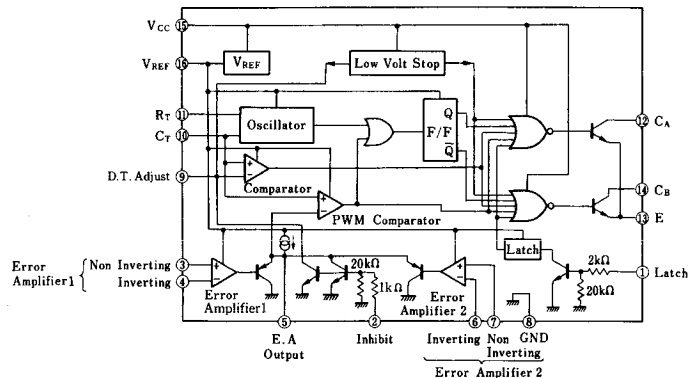 VCC 15
VREF 16
VREF
Low Volt Stop
RT 11
CT 10
Oscillator
Q
F/F
Q
12 CA
14 CB
13 E
D.T. Adjust 9
Comparator
PWM Comparator
Latch
20kΩ
1kΩ
2kΩ
20kΩ
1 Latch
Error Amplifier1
Non Inverting 3
Inverting 4
Error Amplifier1
Error Amplifier 2
5
E.A Output
2
Inhibit
6
Inverting
7
Non Inverting
8
GND
Error Amplifier 2